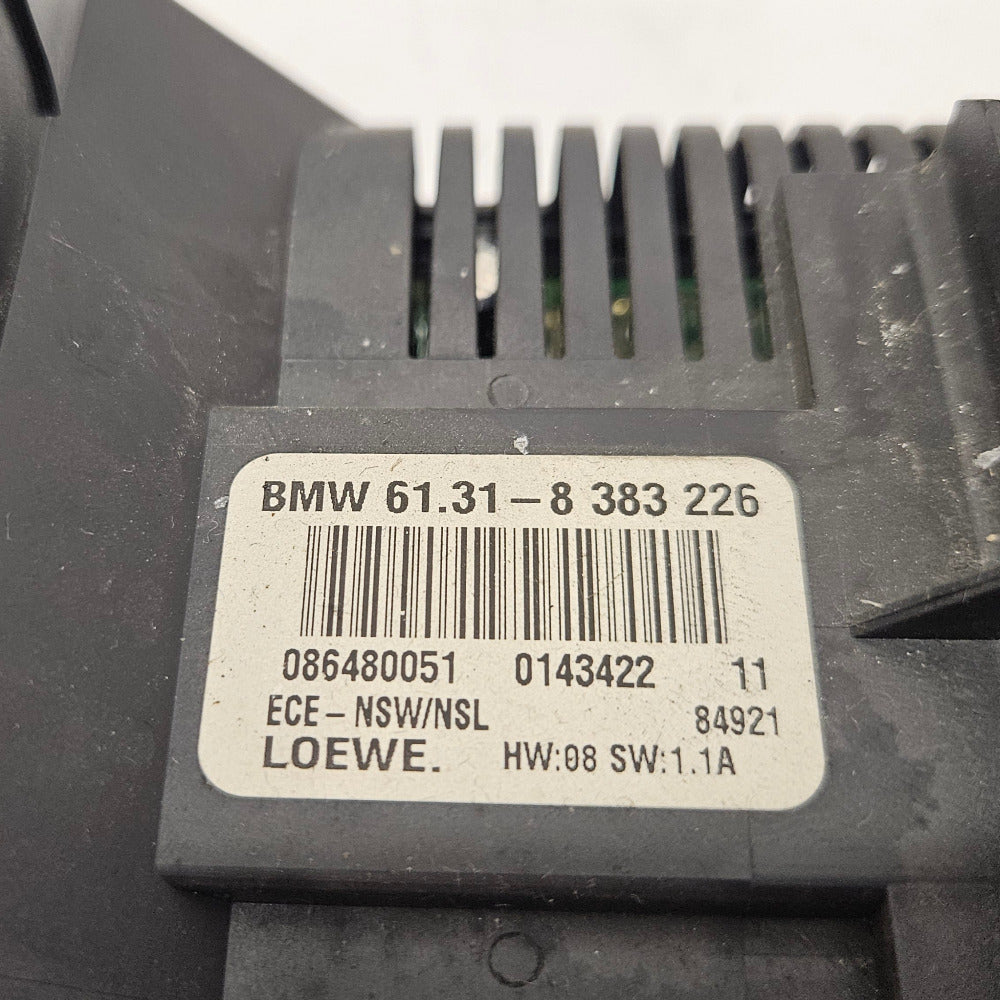 BMW 61.31-8 383 226
086480051 0143422 11
ECE-NSW/NSL 84921
LOEWE. HW:08 SW:1.1A